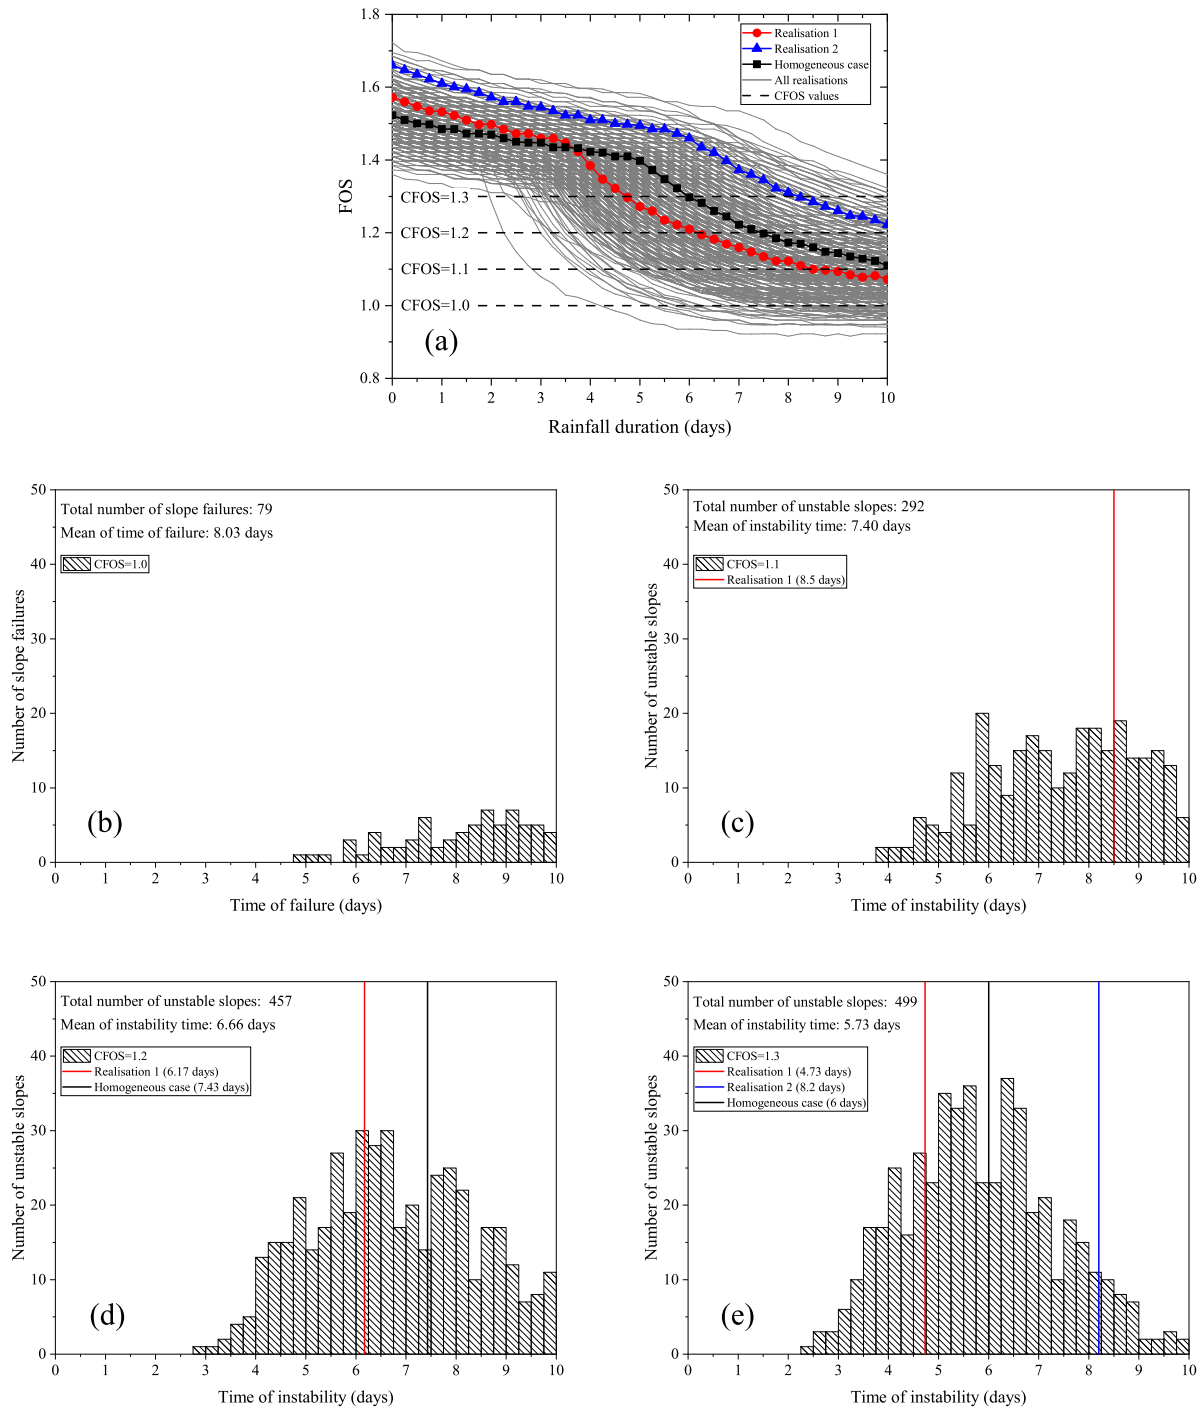 1.8
1.6
1.4
1.2
1.0
0.8
FOS
Realisation 1
Realisation 2
Homogeneous case
All realisations
CFOS values
CFOS=1.3
CFOS=1.2
CFOS=1.1
CFOS=1.0
(a)
0 1 2 3 4 5 6 7 8 9 10
Rainfall duration (days)
50
40
30
20
10
0
Number of slope failures
Total number of slope failures: 79
Mean of time of failure: 8.03 days
CFOS=1.0
(b)
0 1 2 3 4 5 6 7 8 9 10
Time of failure (days)
50
40
30
20
10
0
Number of unstable slopes
Total number of unstable slopes: 292
Mean of instability time: 7.40 days
CFOS=1.1
Realisation 1 (8.5 days)
(c)
0 1 2 3 4 5 6 7 8 9 10
Time of instability (days)
50
40
30
20
10
0
Number of unstable slopes
Total number of unstable slopes: 457
Mean of instability time: 6.66 days
CFOS=1.2
Realisation 1 (6.17 days)
Homogeneous case (7.43 days)
(d)
0 1 2 3 4 5 6 7 8 9 10
Time of instability (days)
50
40
30
20
10
0
Number of unstable slopes
Total number of unstable slopes: 499
Mean of instability time: 5.73 days
CFOS=1.3
Realisation 1 (4.73 days)
Realisation 2 (8.2 days)
Homogeneous case (6 days)
(e)
0 1 2 3 4 5 6 7 8 9 10
Time of instability (days)